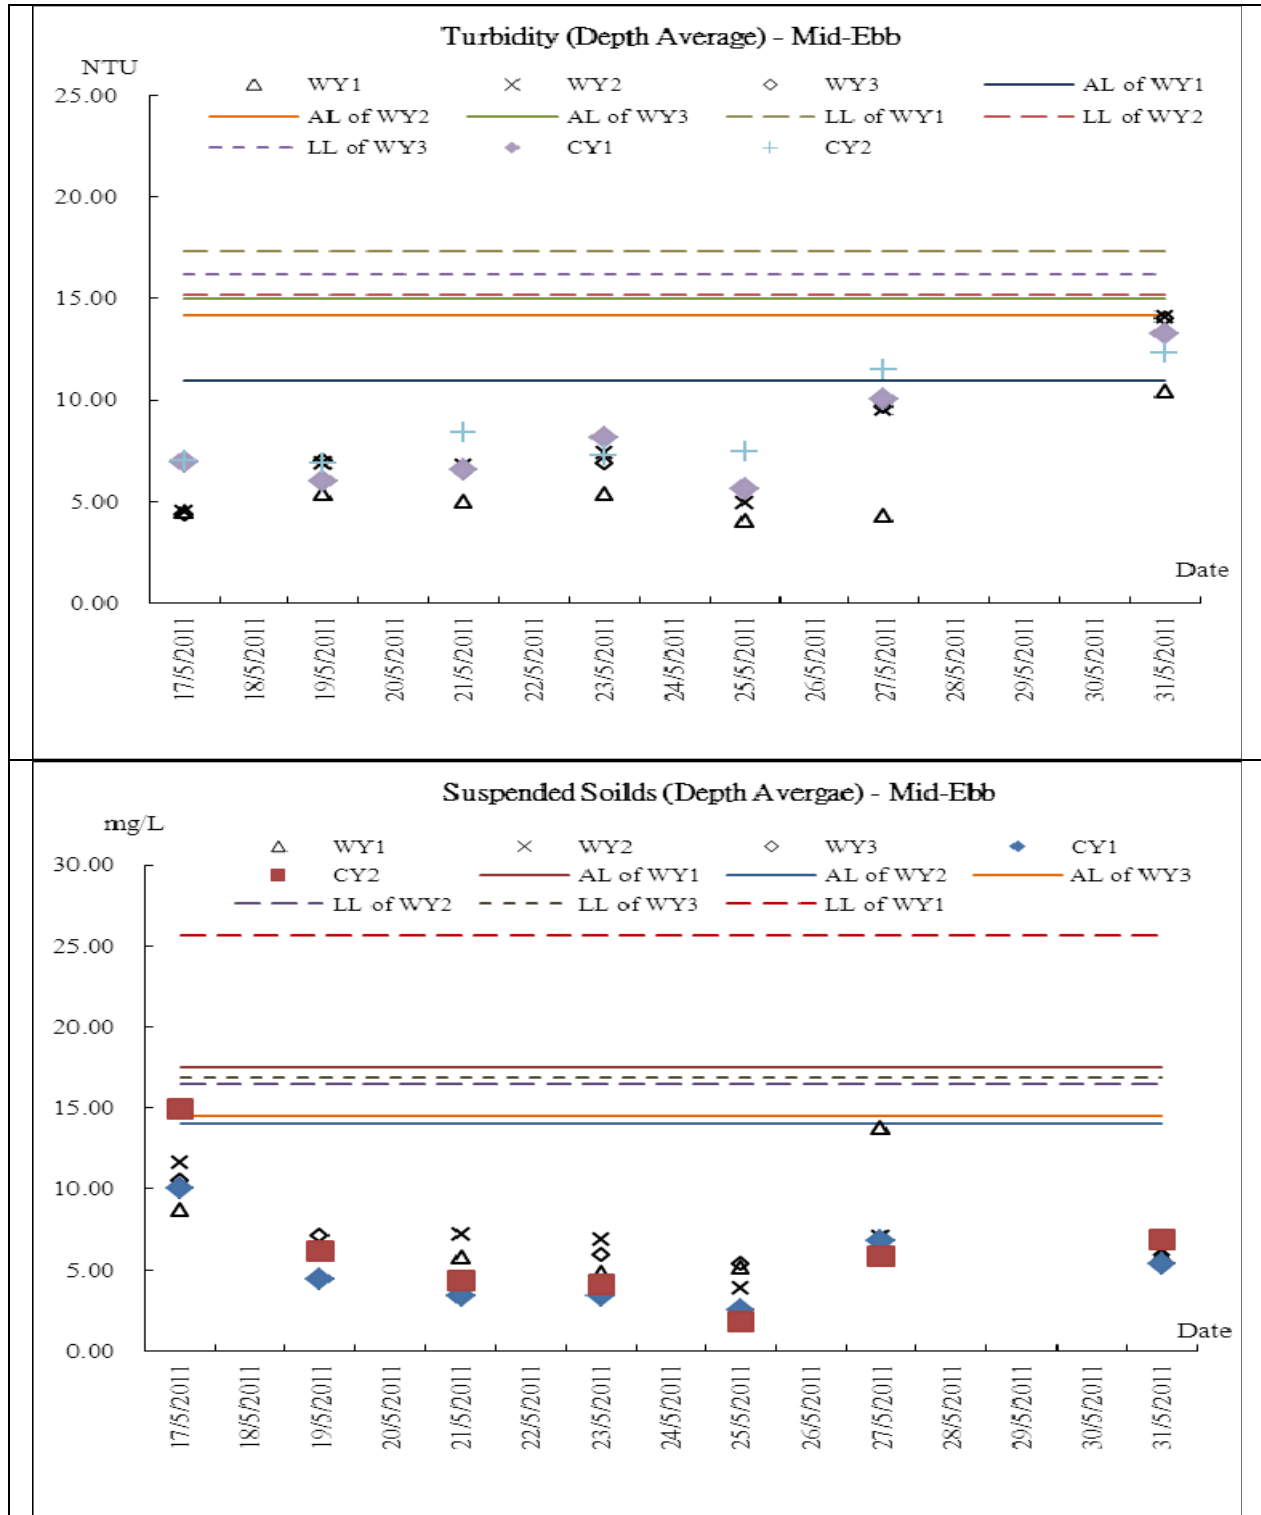 Turbidity (Depth Average) - Mid-Ebb
NTU
WY1 WY2 WY3 AL of WY1
AL of WY2 AL of WY3 LL of WY1 LL of WY2
LL of WY3 CY1 CY2
25.00
20.00
15.00
10.00
5.00
0.00
Date
17/5/2011 18/5/2011 19/5/2011 20/5/2011 21/5/2011 22/5/2011 23/5/2011 24/5/2011 25/5/2011 26/5/2011 27/5/2011 28/5/2011 29/5/2011 30/5/2011 31/5/2011
Suspended Soilds (Depth Avergae) - Mid-Ebb
mg/L
WY1 WY2 WY3 CY1
CY2 AL of WY1 AL of WY2 AL of WY3
LL of WY2 LL of WY3 LL of WY1
30.00
25.00
20.00
15.00
10.00
5.00
0.00
Date
17/5/2011 18/5/2011 19/5/2011 20/5/2011 21/5/2011 22/5/2011 23/5/2011 24/5/2011 25/5/2011 26/5/2011 27/5/2011 28/5/2011 29/5/2011 30/5/2011 31/5/2011